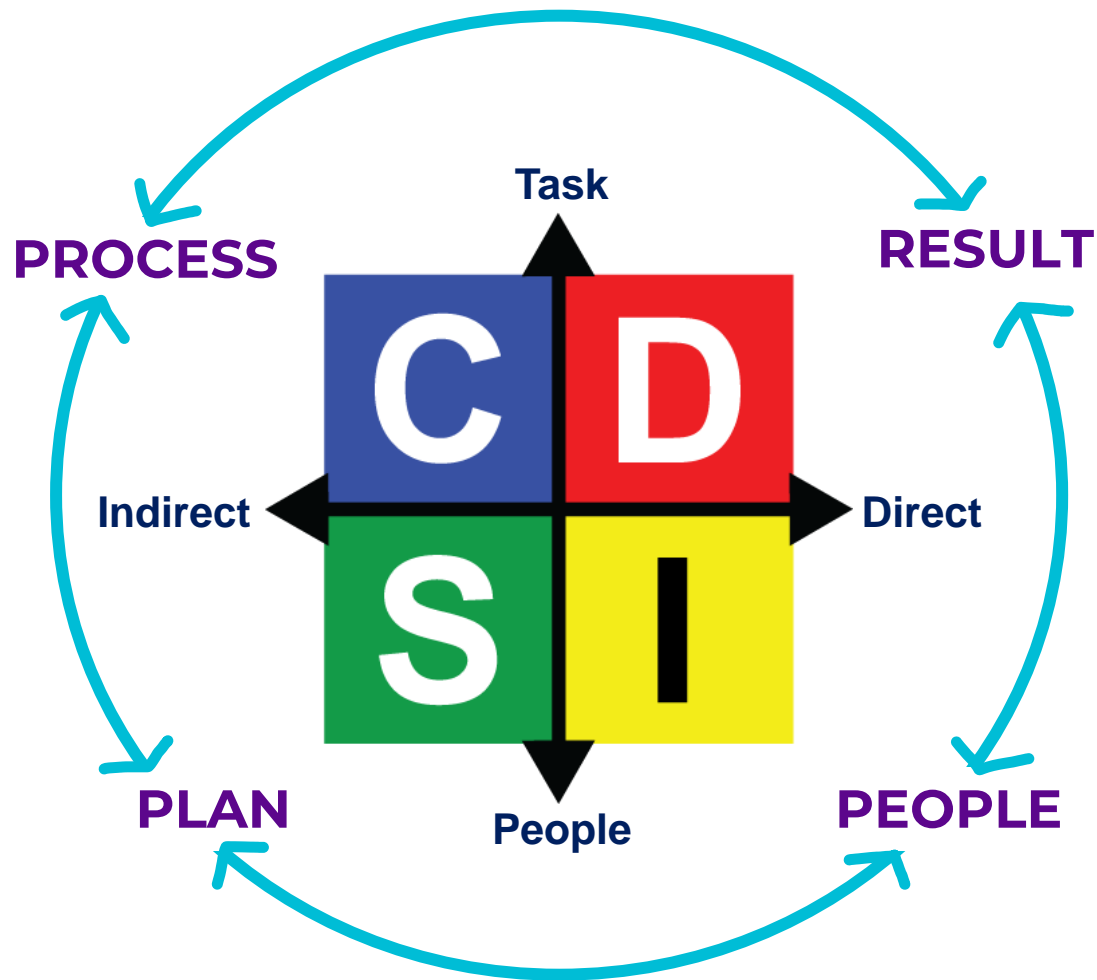 Task
PROCESS
RESULT
C D
Indirect
Direct
S I
PLAN
PEOPLE
People